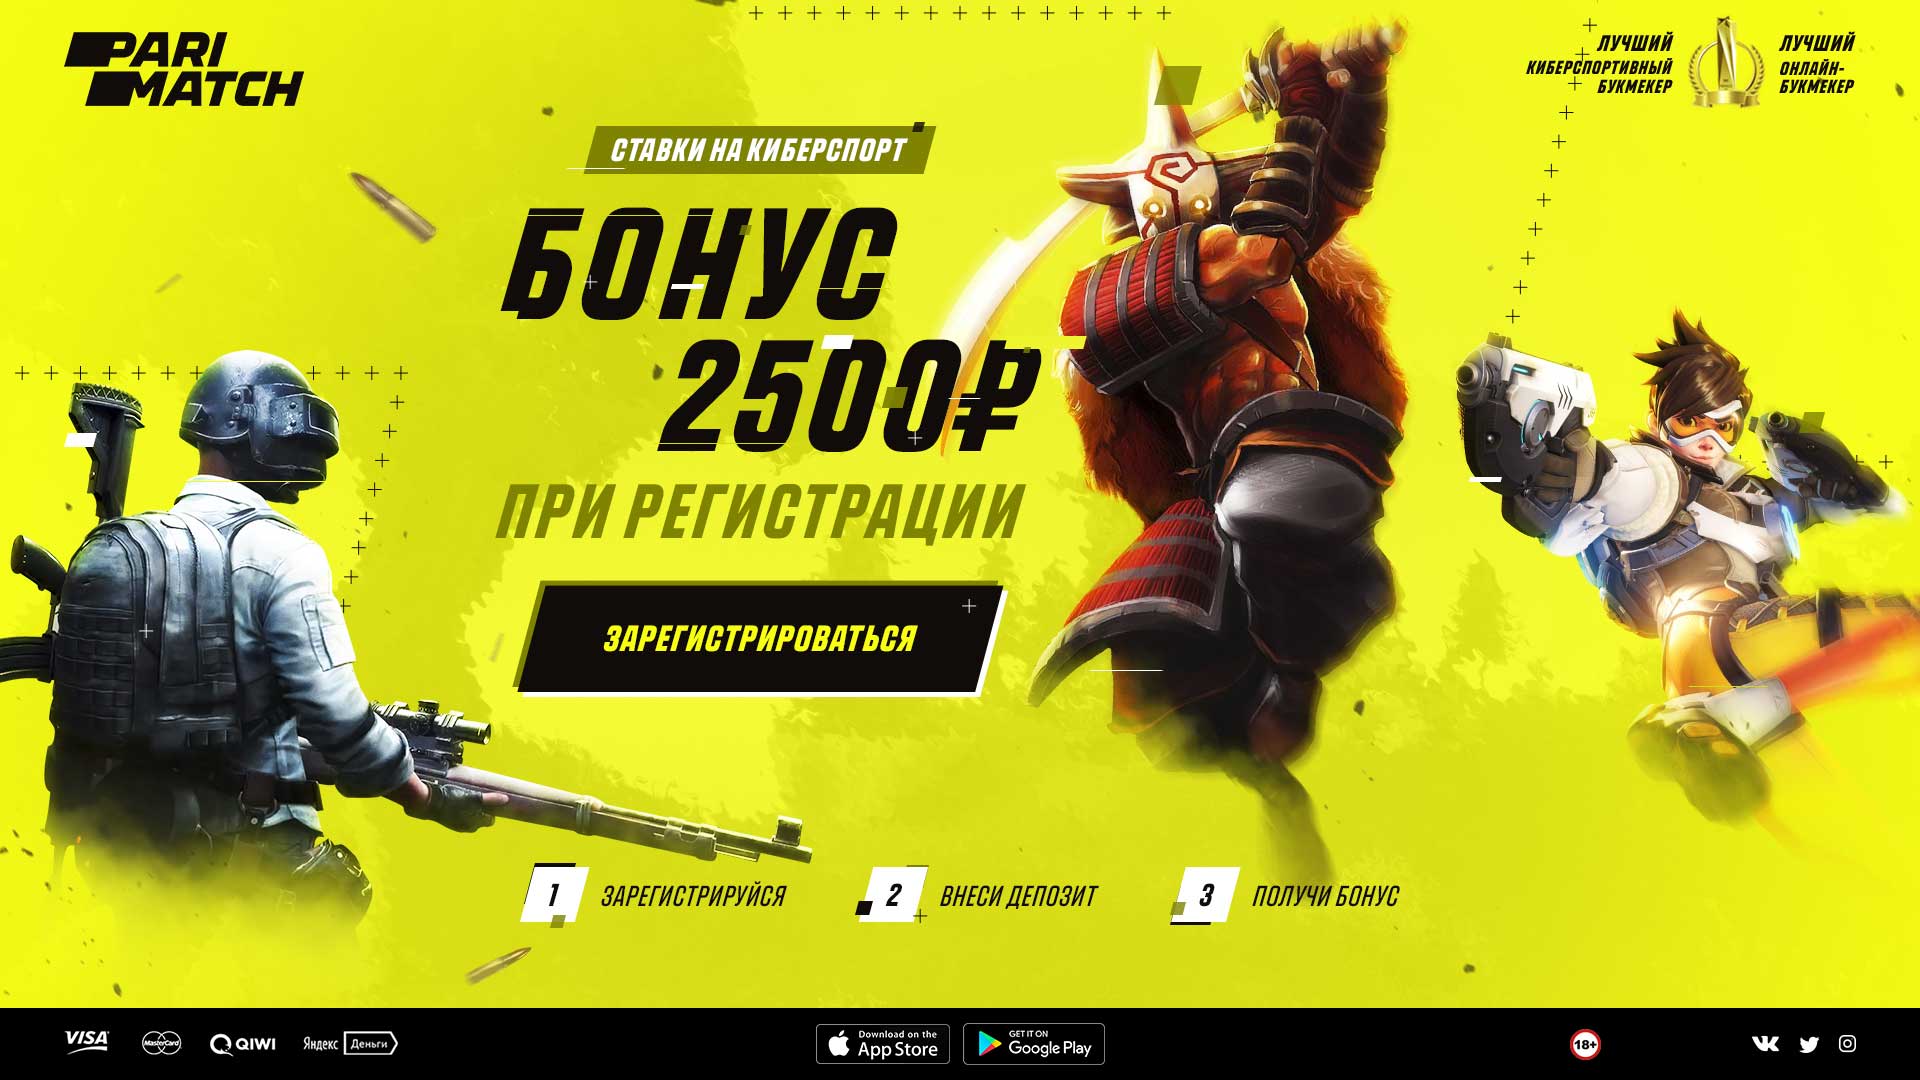 PARI
MATCH
ЛУЧШИЙ
КИБЕРСПОРТИВНЫЙ
БУКМЕКЕР
ЛУЧШИЙ
ОНЛАЙН-
БУКМЕКЕР
СТАВКИ НА КИБЕРСПОРТ
БОНУС
2500₽
ПРИ РЕГИСТРАЦИИ
ЗАРЕГИСТРИРОВАТЬСЯ
1 ЗАРЕГИСТРИРУЙСЯ
2 ВНЕСИ ДЕПОЗИТ
3 ПОЛУЧИ БОНУС
VISA
MasterCard
QIWI
Яндекс Деньги
Download on the
App Store
GET IT ON
Google Play
18+